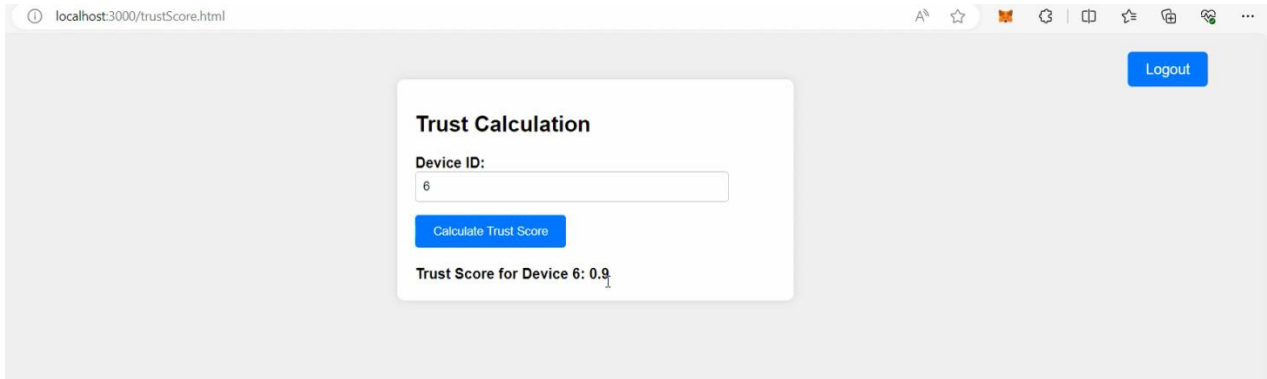 localhost:3000/trustScore.html
Logout
Trust Calculation
Device ID:
6
Calculate Trust Score
Trust Score for Device 6: 0.9